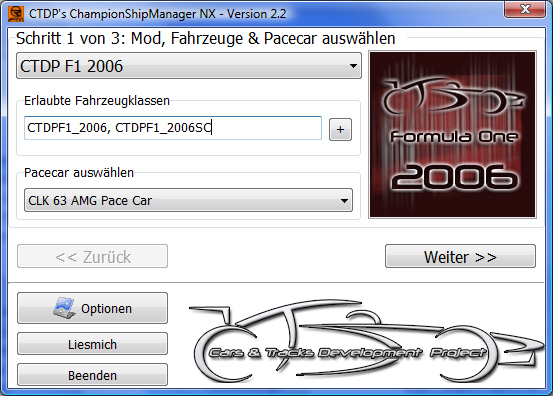 CTDP's ChampionShipManager NX - Version 2.2
Schritt 1 von 3: Mod, Fahrzeuge & Pacecar auswählen
CTDP F1 2006
Erlaubte Fahrzeugklassen
CTDPF1_2006, CTDPF1_2006SC
+
Formula One
2006
Pacecar auswählen
CLK 63 AMG Pace Car
<< Zurück
Weiter >>
Optionen
Liesmich
Beenden
Cars & Tracks Development Project